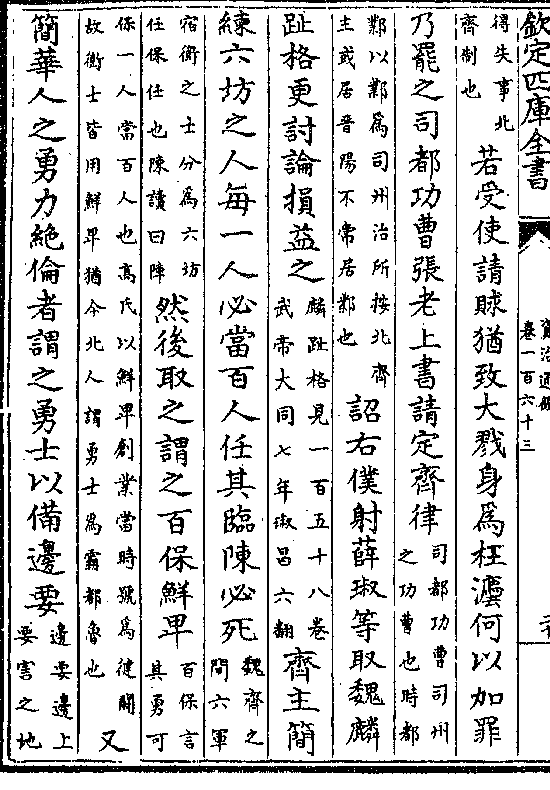 欽定四庫全書
資治通鑑
卷一百六十三
得失事北
齊制也
若受使請賕猶致大戮身為枉灋何以加罪
乃罷之司都功曹張老上書請定齊律
司都功曹司州
之功曹也時都
鄴以鄴為司州治所按北齊
主或居晉陽不常居鄴也
詔右僕射薛琡等取魏麟
趾格更討論損益之
麟趾格見一百五十八卷
武帝大同七年琡昌六翻
齊主簡
練六坊之人每一人必當百人任其臨陳必死
魏齊之
間六軍
宿衛之士分為六坊
任保任也陳讀曰陣
然後取之謂之百保鮮卑
百保言
其勇可
保一人當百人也高氏以鮮卑創業當時號為健鬭
故衛士皆用鮮卑猶今北人謂勇士為霸都魯也
又
簡華人之勇力絶倫者謂之勇士以備邊要
邊要邊上
要害之地